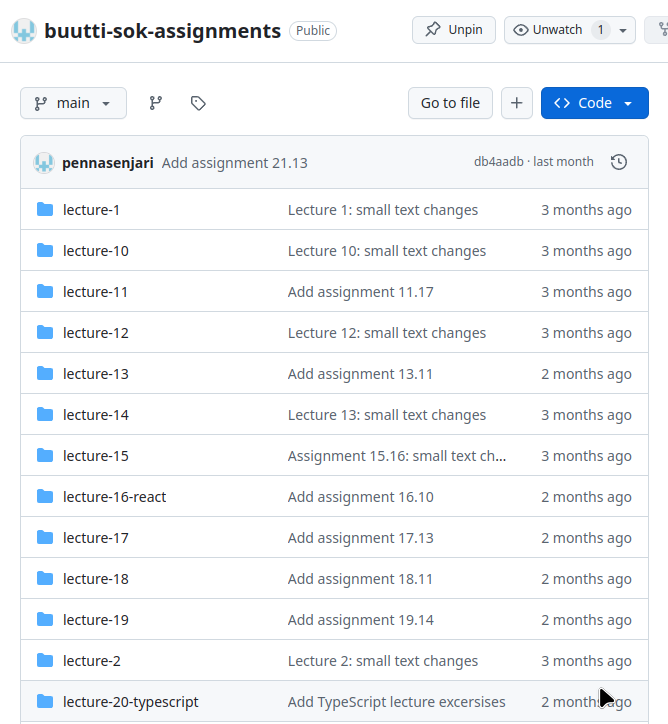 buutti-sok-assignments Public Unpin Unwatch 1
main Go to file Code
pennasenjari Add assignment 21.13 db4aadb · last month
lecture-1 Lecture 1: small text changes 3 months ago
lecture-10 Lecture 10: small text changes 3 months ago
lecture-11 Add assignment 11.17 3 months ago
lecture-12 Lecture 12: small text changes 3 months ago
lecture-13 Add assignment 13.11 2 months ago
lecture-14 Lecture 13: small text changes 3 months ago
lecture-15 Assignment 15.16: small text ch... 3 months ago
lecture-16-react Add assignment 16.10 2 months ago
lecture-17 Add assignment 17.13 2 months ago
lecture-18 Add assignment 18.11 2 months ago
lecture-19 Add assignment 19.14 2 months ago
lecture-2 Lecture 2: small text changes 3 months ago
lecture-20-typescript Add TypeScript lecture excersises 2 months ago